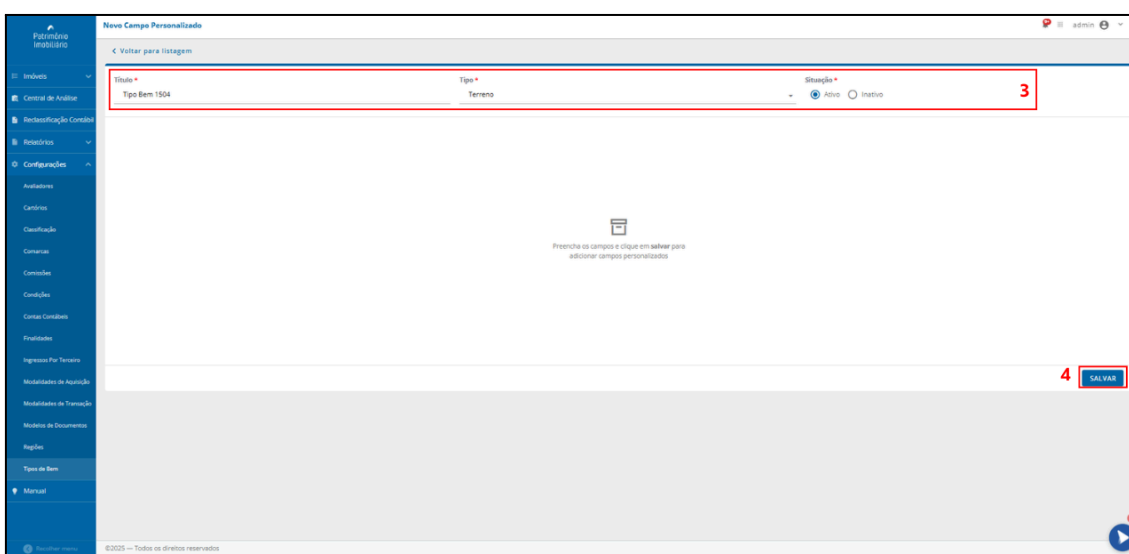 Patrimônio
Imobiliário
Novo Campo Personalizado
admin
Voltar para listagem
Imóveis
Central de Análise
Reclassificação Contábil
Relatórios
Configurações
Avaliadores
Cartórios
Classificação
Comarcas
Comissões
Condições
Contas Contábeis
Finalidades
Ingressos Por Terceiro
Modalidades de Aquisição
Modalidades de Transação
Modelos de Documentos
Regiões
Tipos de Bem
Manual
Recolher menu
Título *
Tipo Bem 1504
Tipo *
Terreno
Situação *
Ativo Inativo
3
Preencha os campos e clique em salvar para
adicionar campos personalizados
4 SALVAR
©2025 — Todos os direitos reservados